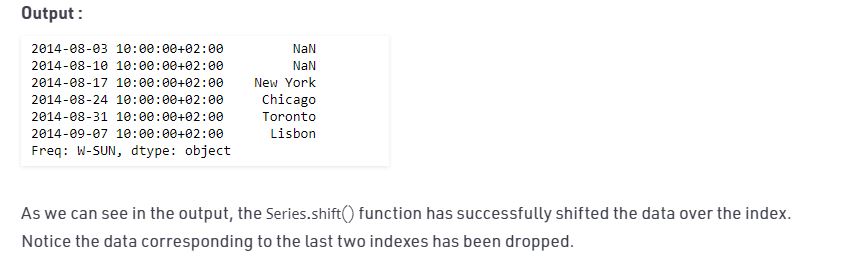 Output :
2014-08-03 10:00:00+02:00 NaN
2014-08-10 10:00:00+02:00 NaN
2014-08-17 10:00:00+02:00 New York
2014-08-24 10:00:00+02:00 Chicago
2014-08-31 10:00:00+02:00 Toronto
2014-09-07 10:00:00+02:00 Lisbon
Freq: W-SUN, dtype: object
As we can see in the output, the Series.shift() function has successfully shifted the data over the index.
Notice the data corresponding to the last two indexes has been dropped.